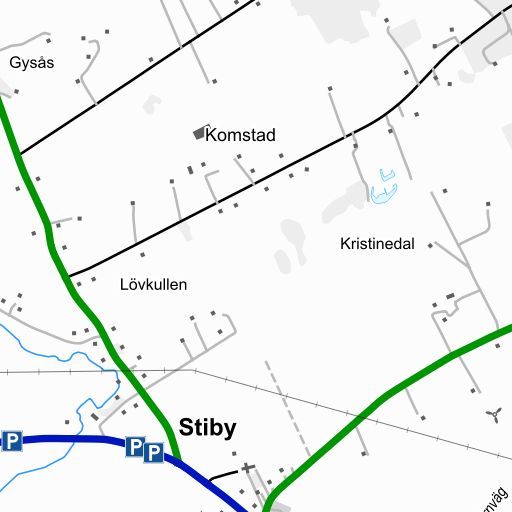 Gysås
Komstad
Kristinedal
Lövkullen
Stiby
P
P
P